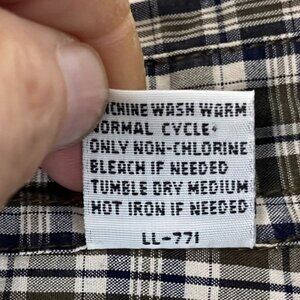 ACHINE WASH WARM
NORMAL CYCLE.
ONLY NON-CHLORINE
BLEACH IF NEEDED
TUMBLE DRY MEDIUM
HOT IRON IF NEEDED
LL-771